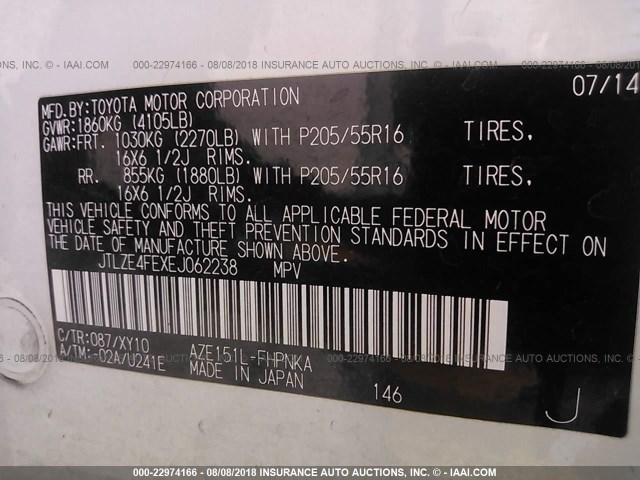 000-22974166 - 08/08/2018 INSURANCE AUTO AUCTIONS - © IAAI.COM
07/14
MFD.BY:TOYOTA MOTOR CORPORATION
GVWR:1860KG (4105LB)
GAWR:FRT. 1030KG (2270LB) WITH P205/55R16 TIRES,
16X6 1/2J RIMS.
RR. 855KG (1880LB) WITH P205/55R16 TIRES,
16X6 1/2J RIMS.
THIS VEHICLE CONFORMS TO ALL APPLICABLE FEDERAL MOTOR
VEHICLE SAFETY AND THEFT PREVENTION STANDARDS IN EFFECT ON
THE DATE OF MANUFACTURE SHOWN ABOVE.
JTLZE4FEXEJ062238 MPV
C/TR:087/XY10 AZE151L-FHPNKA
A/TM:-02A/U241E MADE IN JAPAN
146
J
000-22974166 - 08/08/2018 INSURANCE AUTO AUCTIONS - © IAAI.COM